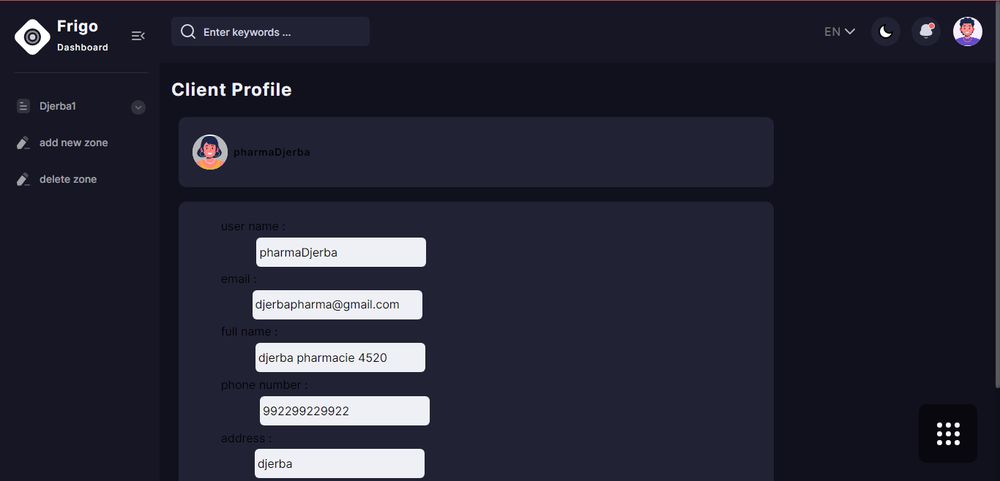 Frigo
Dashboard
Enter keywords ...
EN
Client Profile
Djerba1
add new zone
delete zone
pharmaDjerba
user name :
pharmaDjerba
email :
djerbapharma@gmail.com
full name :
djerba pharmacie 4520
phone number :
992299229922
address :
djerba